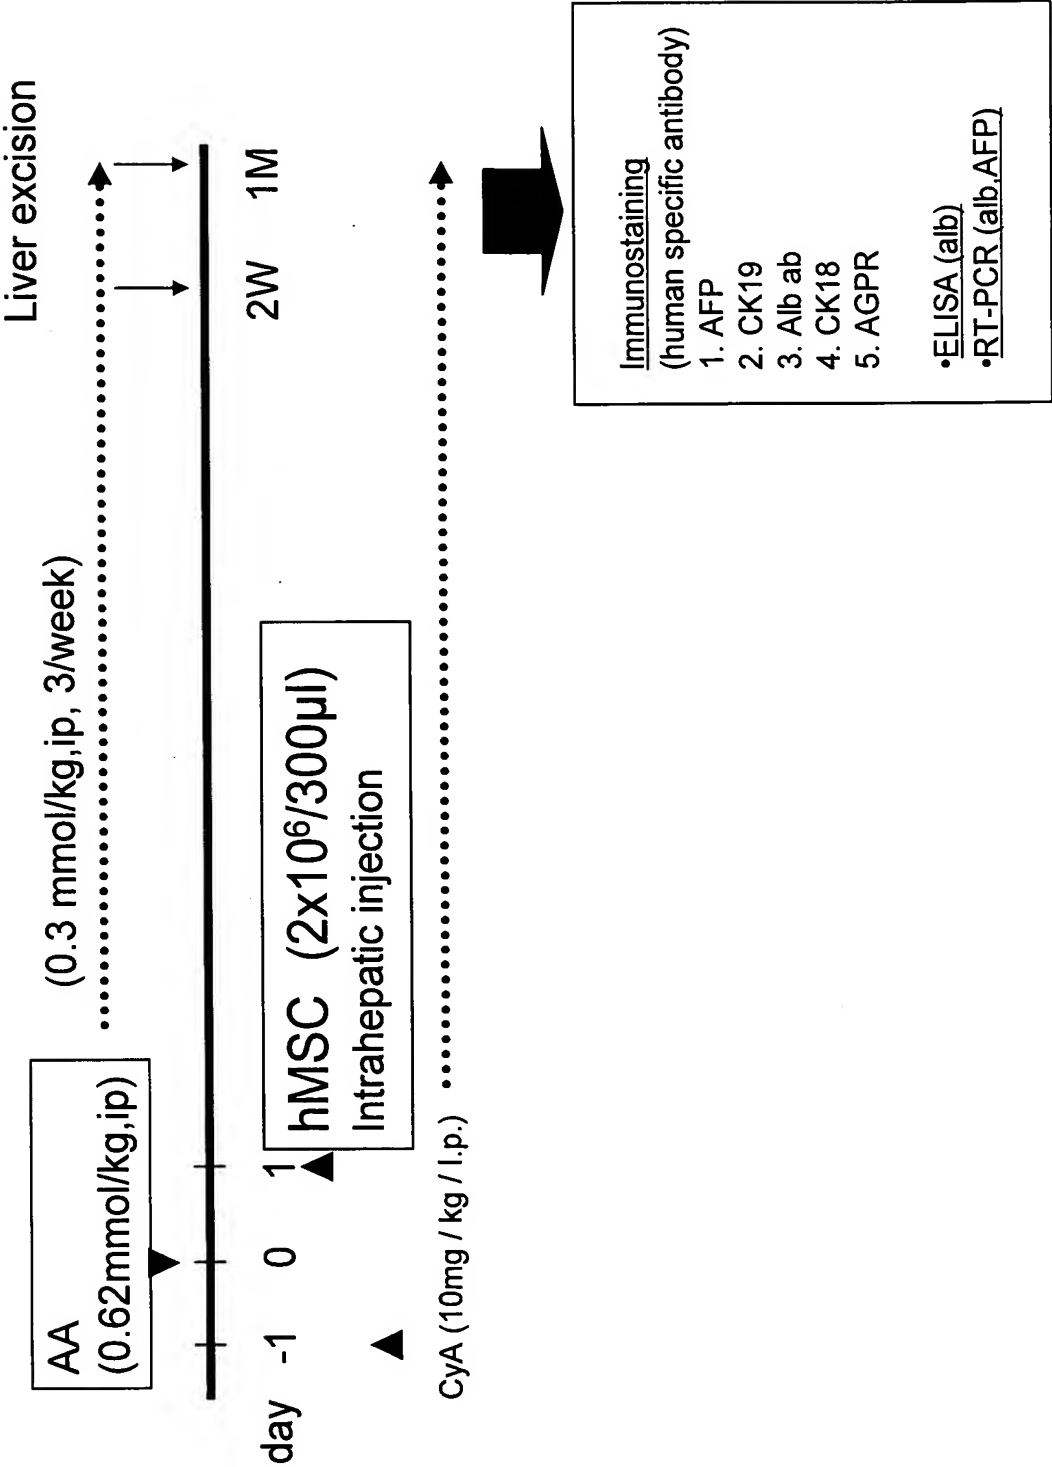 Liver excision
(0.3 mmol/kg,ip, 3/week)
AA
(0.62mmol/kg,ip)
day -1 0 1 2W 1M
hMSC (2x10⁶/300µl)
Intrahepatic injection
CyA (10mg / kg / I.p.)
Immunostaining
(human specific antibody)
1. AFP
2. CK19
3. Alb ab
4. CK18
5. AGPR
•ELISA (alb)
•RT-PCR (alb,AFP)